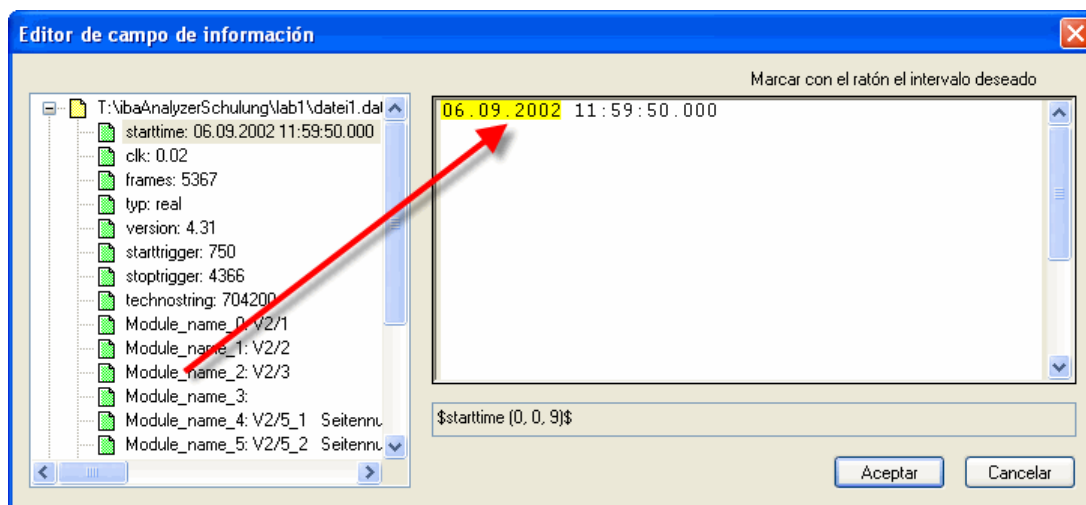 Editor de campo de información
Marcar con el ratón el intervalo deseado
T:\ibaAnalyzerSchulung\lab1\datei1.dat
starttime: 06.09.2002 11:59:50.000
clk: 0.02
frames: 5367
typ: real
version: 4.31
starttrigger: 750
stoptrigger: 4366
technostring: 704200
Module_name_0: V2/1
Module_name_1: V2/2
Module_name_2: V2/3
Module_name_3:
Module_name_4: V2/5_1 Seitennu
Module_name_5: V2/5_2 Seitennu
06.09.2002 11:59:50.000
$starttime (0, 0, 9)$
Aceptar
Cancelar